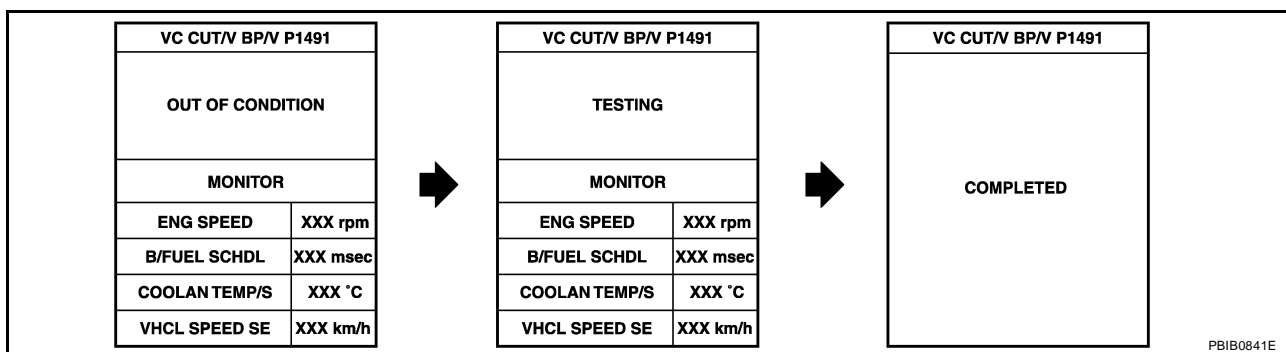 VC CUT/V BP/V P1491
OUT OF CONDITION
MONITOR
ENG SPEED XXX rpm
B/FUEL SCHDL XXX msec
COOLAN TEMP/S XXX ˚C
VHCL SPEED SE XXX km/h
VC CUT/V BP/V P1491
TESTING
MONITOR
ENG SPEED XXX rpm
B/FUEL SCHDL XXX msec
COOLAN TEMP/S XXX ˚C
VHCL SPEED SE XXX km/h
VC CUT/V BP/V P1491
COMPLETED
PBIB0841E